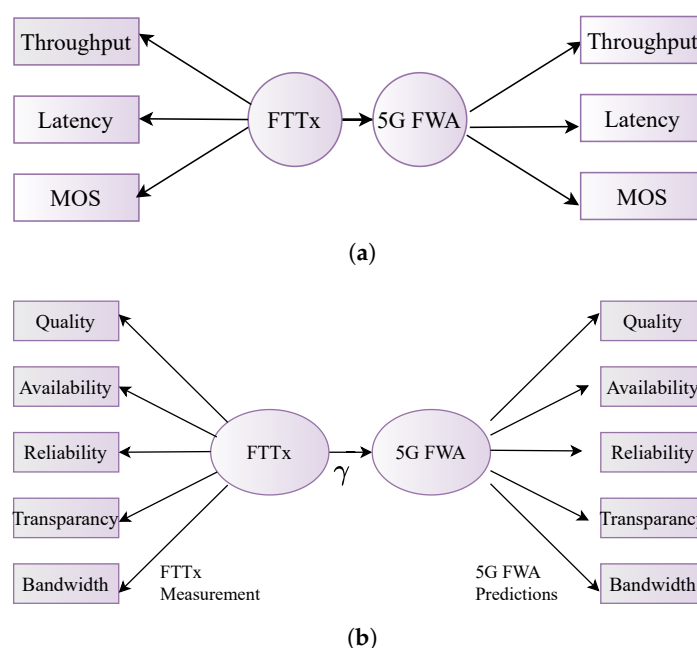 Throughput
Throughput
Latency
FTTx
5G FWA
Latency
MOS
MOS
(a)
Quality
Quality
Availability
Availability
Reliability
FTTx
γ
5G FWA
Reliability
Transparancy
Transparancy
Bandwidth
FTTx
Measurement
5G FWA
Predictions
Bandwidth
(b)